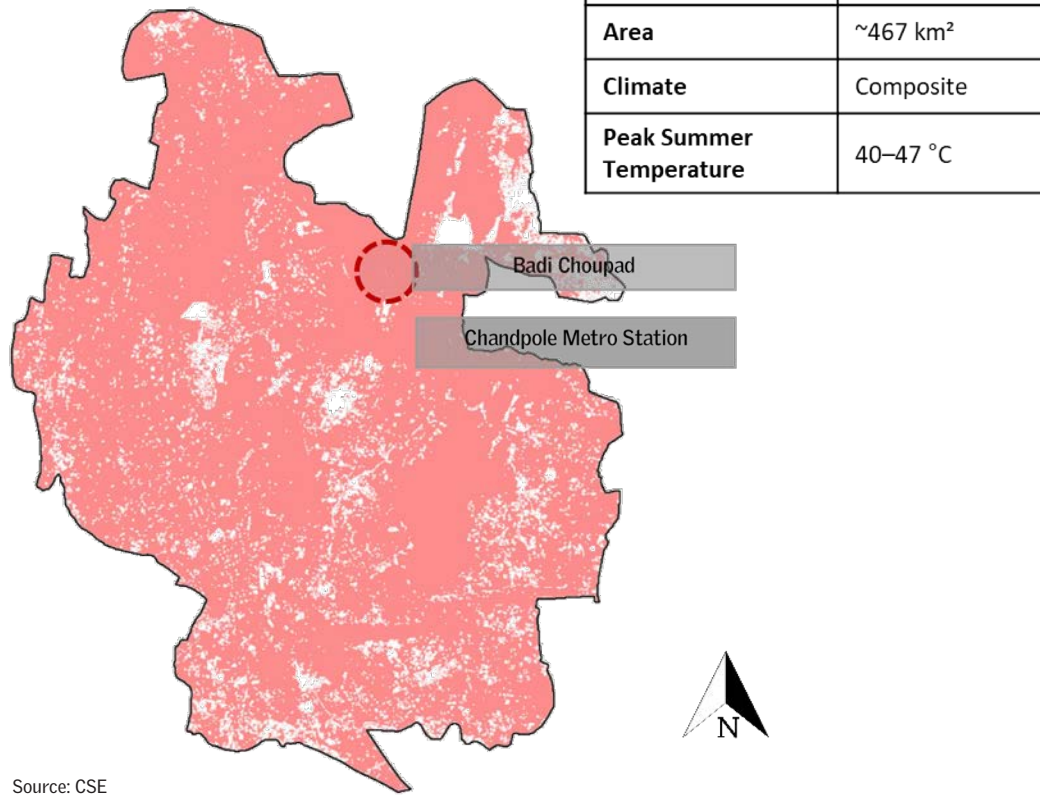 Area ~467 km²
Climate Composite
Peak Summer
Temperature
40–47 °C
Badi Choupad
Chandpole Metro Station
N
Source: CSE